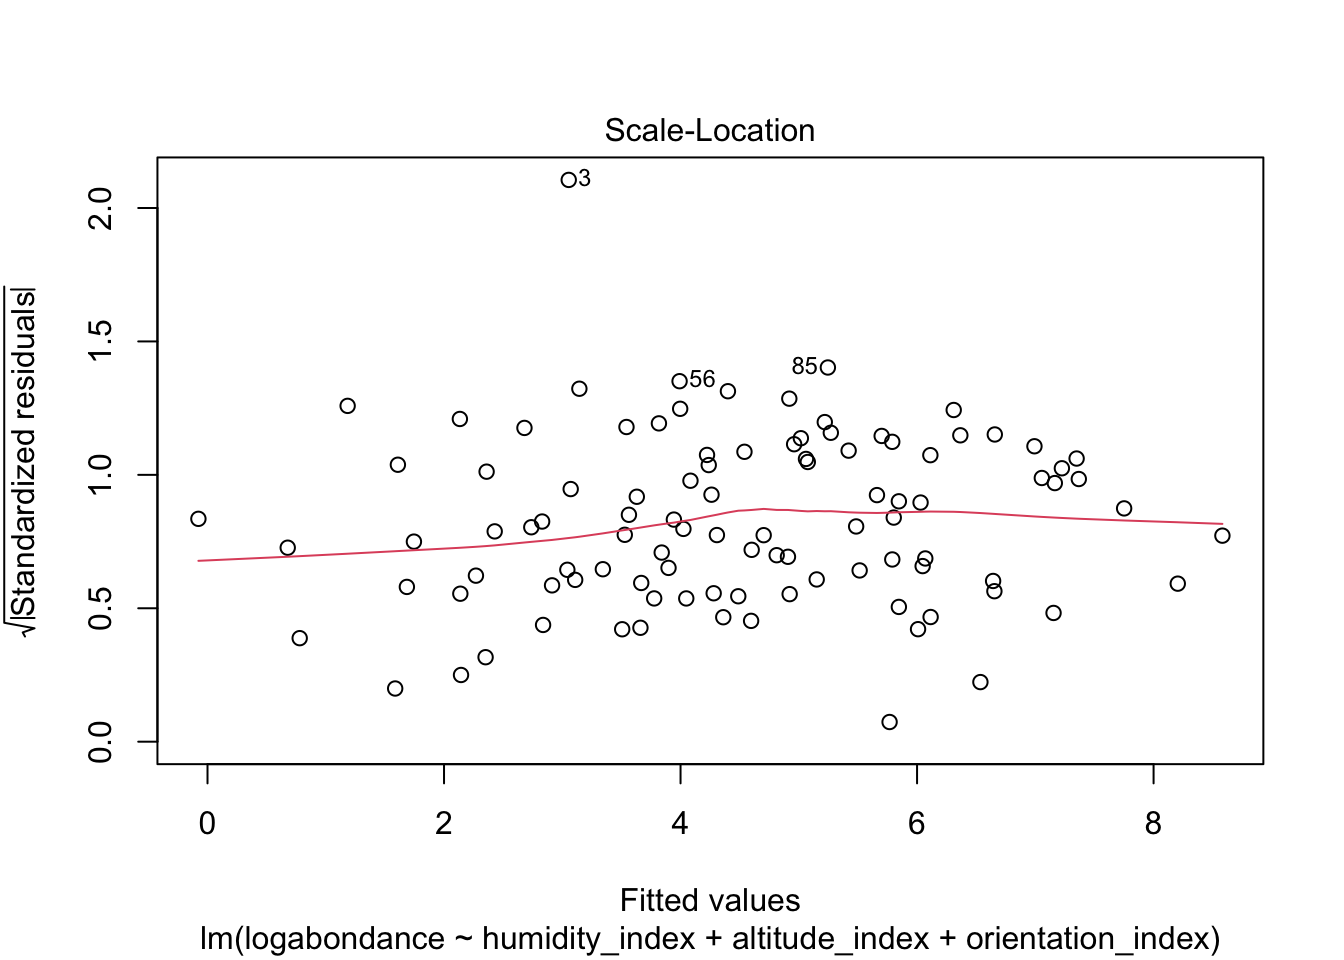 Scale-Location
√|Standardized residuals|
2.0
1.5
1.0
0.5
0.0
3
56
85
0 2 4 6 8
Fitted values
lm(logabondance ~ humidity_index + altitude_index + orientation_index)